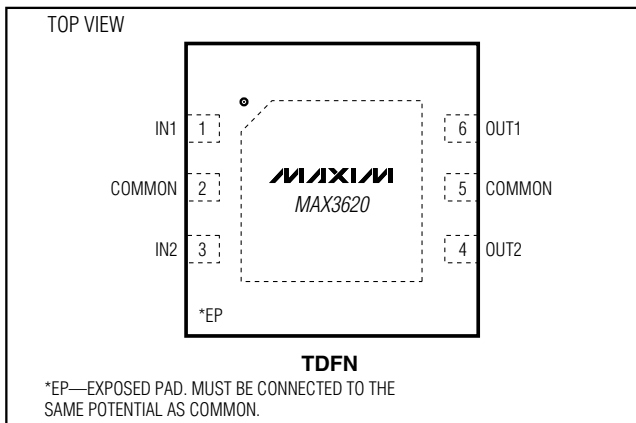 TOP VIEW
IN1 1
6 OUT1
COMMON 2
MAXIM
5 COMMON
MAX3620
IN2 3
4 OUT2
*EP
TDFN
*EP—EXPOSED PAD. MUST BE CONNECTED TO THE
SAME POTENTIAL AS COMMON.